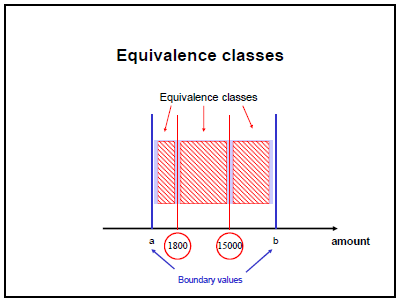 Equivalence classes
Equivalence classes
a 1800 15000 b amount
Boundary values